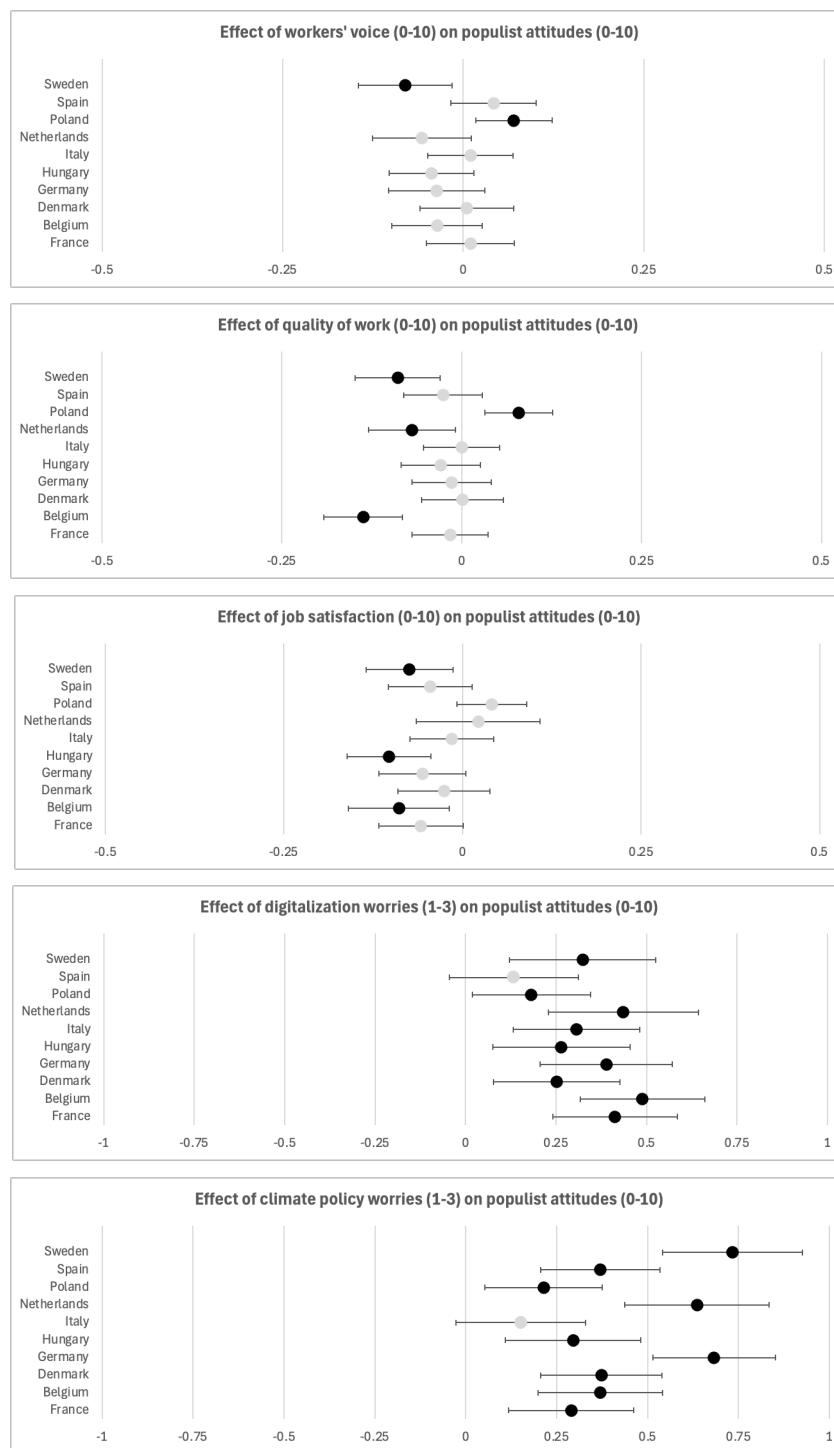 Effect of workers' voice (0-10) on populist attitudes (0-10)
Sweden
Spain
Poland
Netherlands
Italy
Hungary
Germany
Denmark
Belgium
France
-0.5 -0.25 0 0.25 0.5
Effect of quality of work (0-10) on populist attitudes (0-10)
Sweden
Spain
Poland
Netherlands
Italy
Hungary
Germany
Denmark
Belgium
France
-0.5 -0.25 0 0.25 0.5
Effect of job satisfaction (0-10) on populist attitudes (0-10)
Sweden
Spain
Poland
Netherlands
Italy
Hungary
Germany
Denmark
Belgium
France
-0.5 -0.25 0 0.25 0.5
Effect of digitalization worries (1-3) on populist attitudes (0-10)
Sweden
Spain
Poland
Netherlands
Italy
Hungary
Germany
Denmark
Belgium
France
-1 -0.75 -0.5 -0.25 0 0.25 0.5 0.75 1
Effect of climate policy worries (1-3) on populist attitudes (0-10)
Sweden
Spain
Poland
Netherlands
Italy
Hungary
Germany
Denmark
Belgium
France
-1 -0.75 -0.5 -0.25 0 0.25 0.5 0.75 1